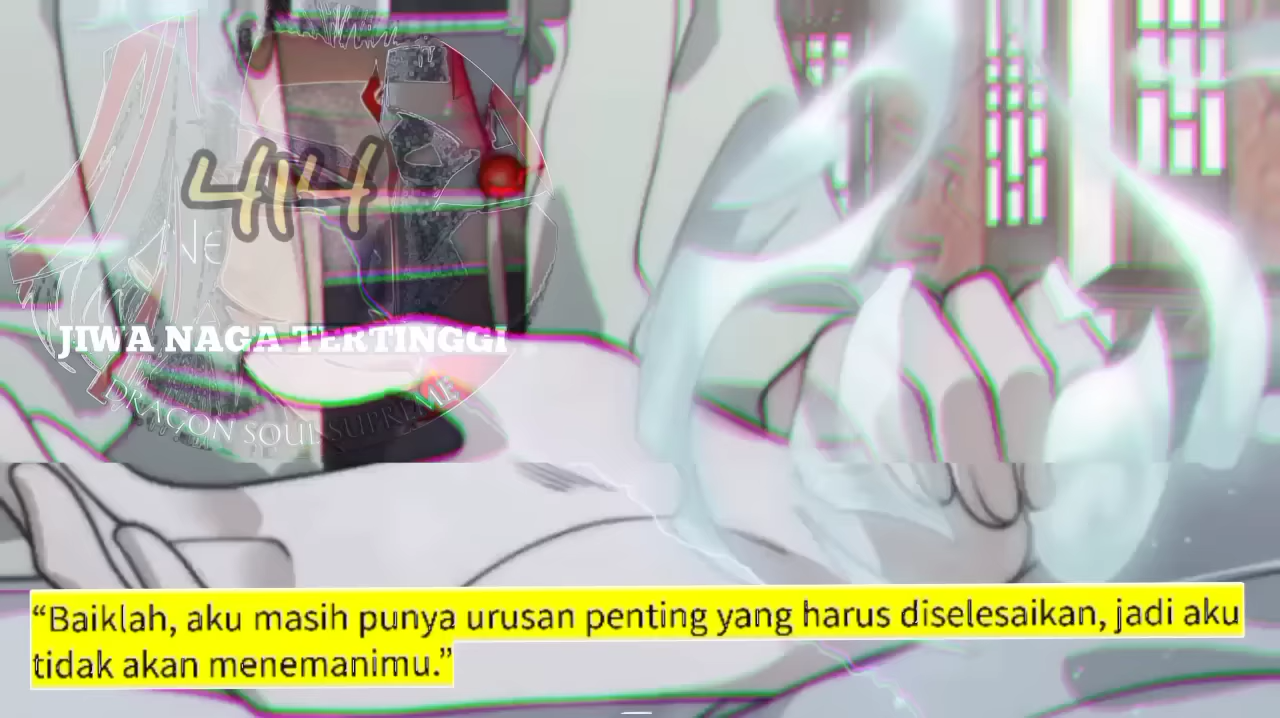 414
JIWA NAGA TERTINGGI
DRAGON SOUL SUPREME
“Baiklah, aku masih punya urusan penting yang harus diselesaikan, jadi aku
tidak akan menemanimu.”